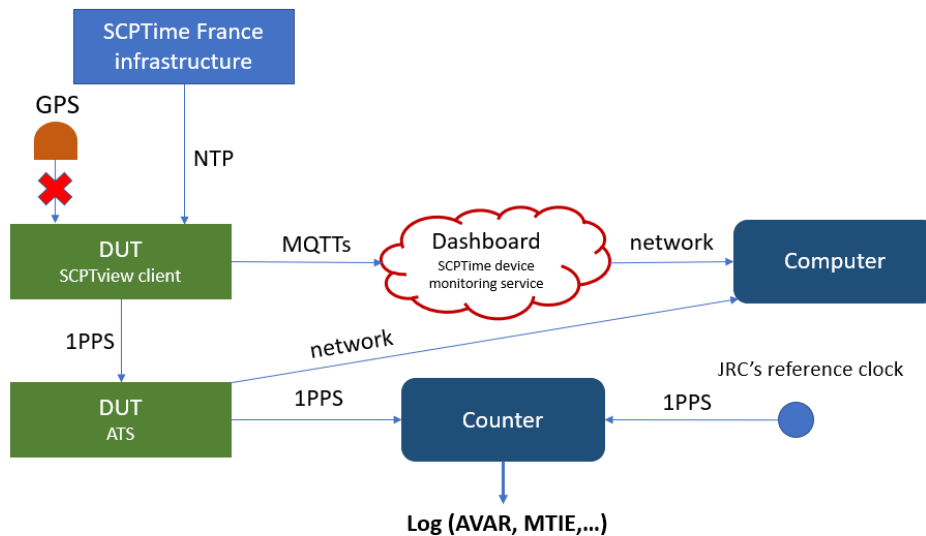 SCPTime France
infrastructure
GPS
NTP
DUT
SCPTview client
MQTTs
Dashboard
SCPTime device
monitoring service
network
Computer
1PPS
network
JRC's reference clock
DUT
ATS
1PPS
Counter
1PPS
Log (AVAR, MTIE,...)